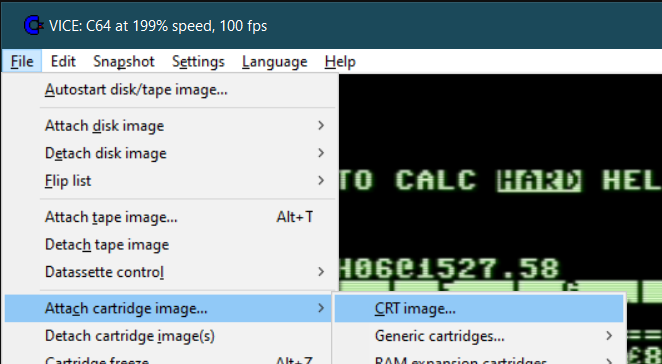 VICE: C64 at 199% speed, 100 fps
File Edit Snapshot Settings Language Help
Autostart disk/tape image...
Attach disk image
Detach disk image
TO CALC HARD HEL
Flip list
Attach tape image... Alt+T
Detach tape image
H06@1527.58
Datassette control
Attach cartridge image... CRT image...
Detach cartridge image(s) Generic cartridges...
Cartridge freeze Alt+Z RAM expansion cartridges